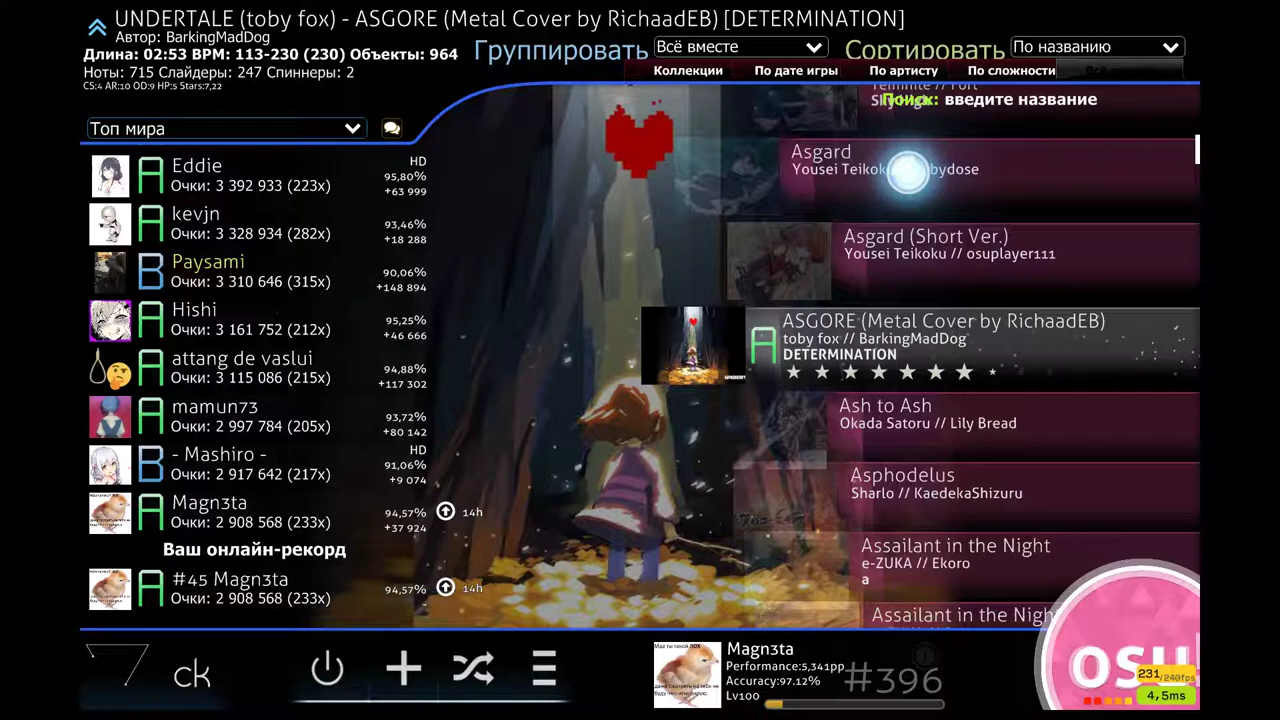 UNDERTALE (toby fox) - ASGORE (Metal Cover by RichaadEB) [DETERMINATION]
Автор: BarkingMadDog
Длина: 02:53 BPM: 113-230 (230) Объекты: 964
Ноты: 715 Слайдеры: 247 Спиннеры: 2
CS:4 AR:10 OD:9 HP:5 Stars:7,22
Группировать
Всё вместе
Сортировать
По названию
Коллекции
По дате игры
По артисту
По сложности
Поиск: введите название
Топ мира
Eddie
Очки: 3 392 933 (223x)
HD
95,80%
+63 999
kevjn
Очки: 3 328 934 (282x)
93,46%
+18 288
Paysami
Очки: 3 310 646 (315x)
90,06%
+148 894
Hishi
Очки: 3 161 752 (212x)
95,25%
+46 666
attang de vaslui
Очки: 3 115 086 (215x)
94,88%
+117 302
mamun73
Очки: 2 997 784 (205x)
93,72%
+80 142
- Mashiro -
Очки: 2 917 642 (217x)
HD
91,06%
+9 074
Magn3ta
Очки: 2 908 568 (233x)
94,57%
+37 924
14h
Ваш онлайн-рекорд
#45 Magn3ta
Очки: 2 908 568 (233x)
94,57%
-
14h
Asgard
Yousei Teikoku
Asgard (Short Ver.)
Yousei Teikoku // osuplayer111
A
ASGORE (Metal Cover by RichaadEB)
toby fox // BarkingMadDog
DETERMINATION
Ash to Ash
Okada Satoru // Lily Bread
Asphodelus
Sharlo // KaedekaShizuru
Assailant in the Night
e-ZUKA // Ekoro
a
Assailant in the Nigh
ck
Magn3ta
Performance:5,341pp
Accuracy:97.12%
Lv100
#396
osu
231/240fps
4,5ms